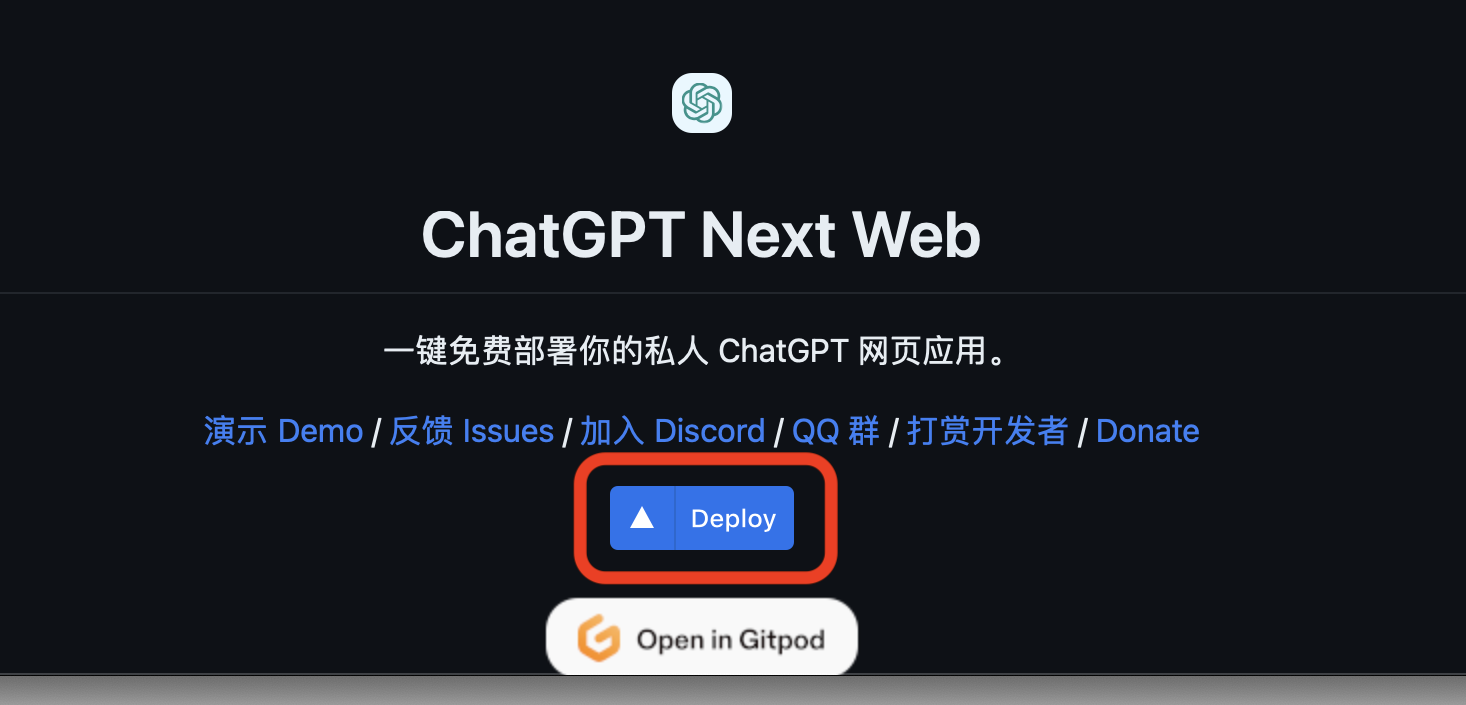 ChatGPT Next Web
一键免费部署你的私人 ChatGPT 网页应用。
演示 Demo / 反馈 Issues / 加入 Discord / QQ 群 / 打赏开发者 / Donate
Deploy
Open in Gitpod